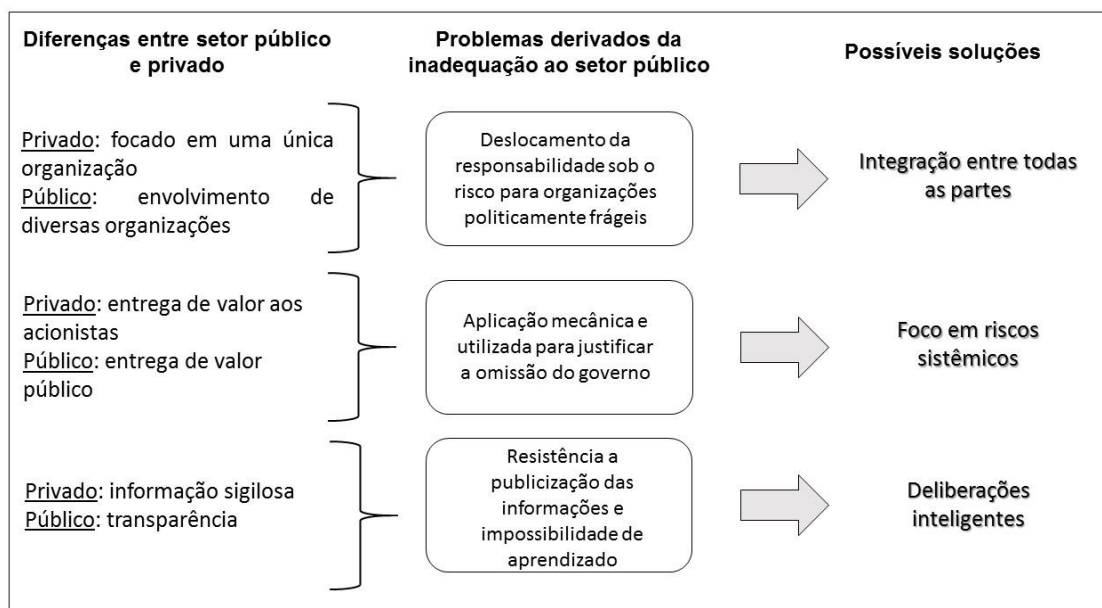 Diferenças entre setor público
e privado
Problemas derivados da
inadequação ao setor público
Possíveis soluções
Privado: focado em uma única
organização
Público: envolvimento de
diversas organizações
Deslocamento da
responsabilidade sob o
risco para organizações
politicamente frágeis
Integração entre todas
as partes
Privado: entrega de valor aos
acionistas
Público: entrega de valor
público
Aplicação mecânica e
utilizada para justificar
a omissão do governo
Foco em riscos
sistêmicos
Privado: informação sigilosa
Público: transparência
Resistência a
publicização das
informações e
impossibilidade de
aprendizado
Deliberações
inteligentes